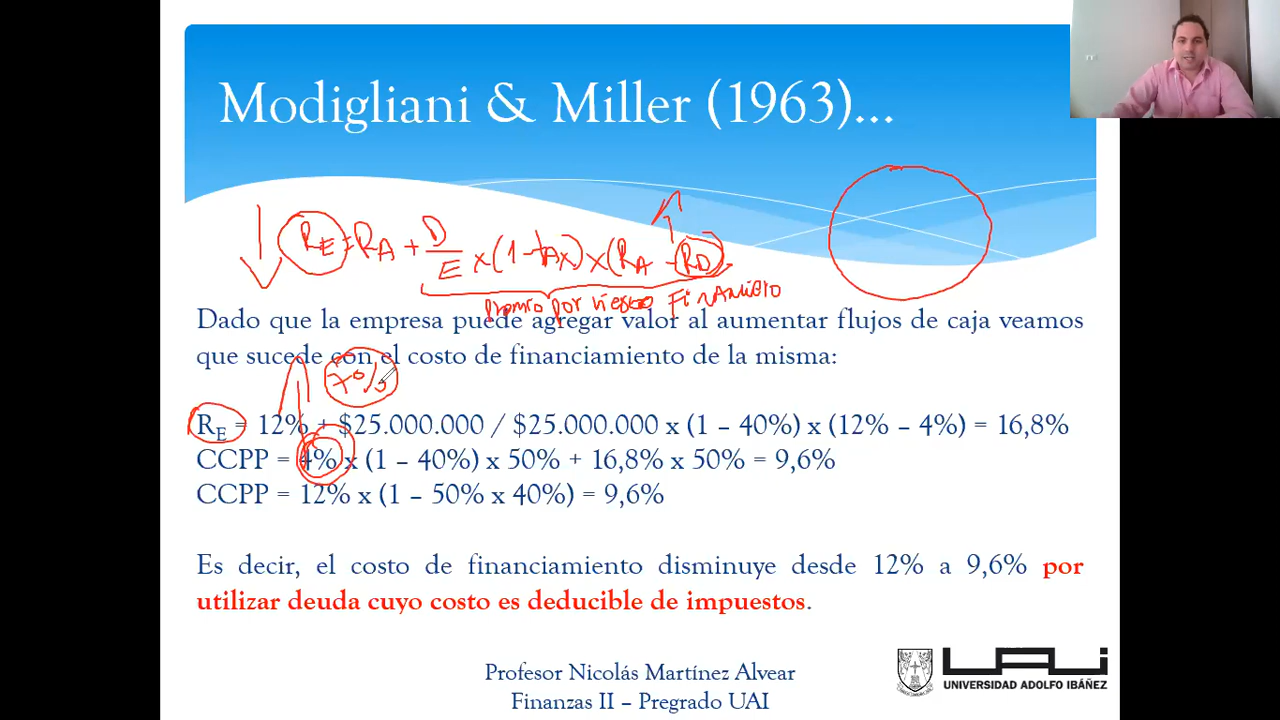 Modigliani & Miller (1963)...
RE = RA + D/E x (1-tAx) x (RA - RD)
premio por riesgo Financiero
Dado que la empresa puede agregar valor al aumentar flujos de caja veamos
que sucede con el costo de financiamiento de la misma:
7%
RE = 12% + $25.000.000 / $25.000.000 x (1 – 40%) x (12% – 4%) = 16,8%
CCPP = 4% x (1 – 40%) x 50% + 16,8% x 50% = 9,6%
CCPP = 12% x (1 – 50% x 40%) = 9,6%
Es decir, el costo de financiamiento disminuye desde 12% a 9,6% por
utilizar deuda cuyo costo es deducible de impuestos.
Profesor Nicolás Martínez Alvear
Finanzas II – Pregrado UAI
UAI
UNIVERSIDAD ADOLFO IBÁÑEZ